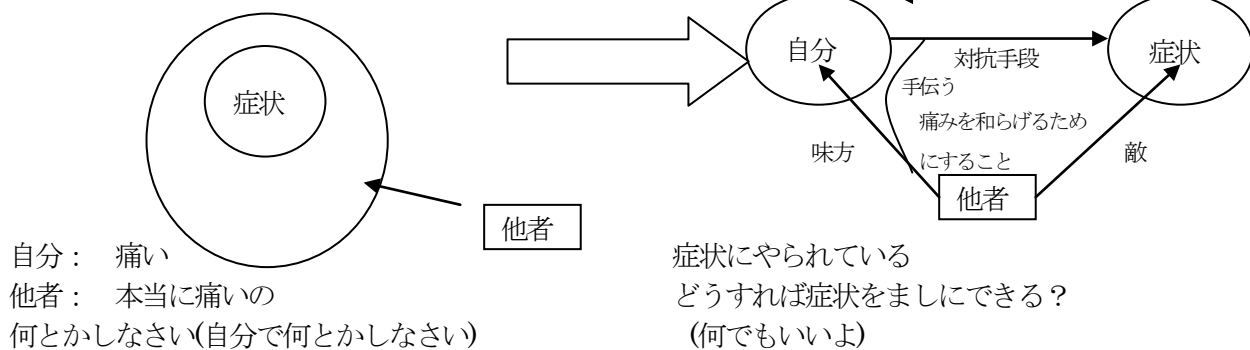 症状
他者
自分
症状
対抗手段
手伝う
痛みを和らげるため
にすること
味方
敵
他者
自分： 痛い
他者： 本当に痛いの
何とかしなさい(自分で何とかしなさい)
症状にやられている
どうすれば症状をましにできる？
(何でもいいよ)